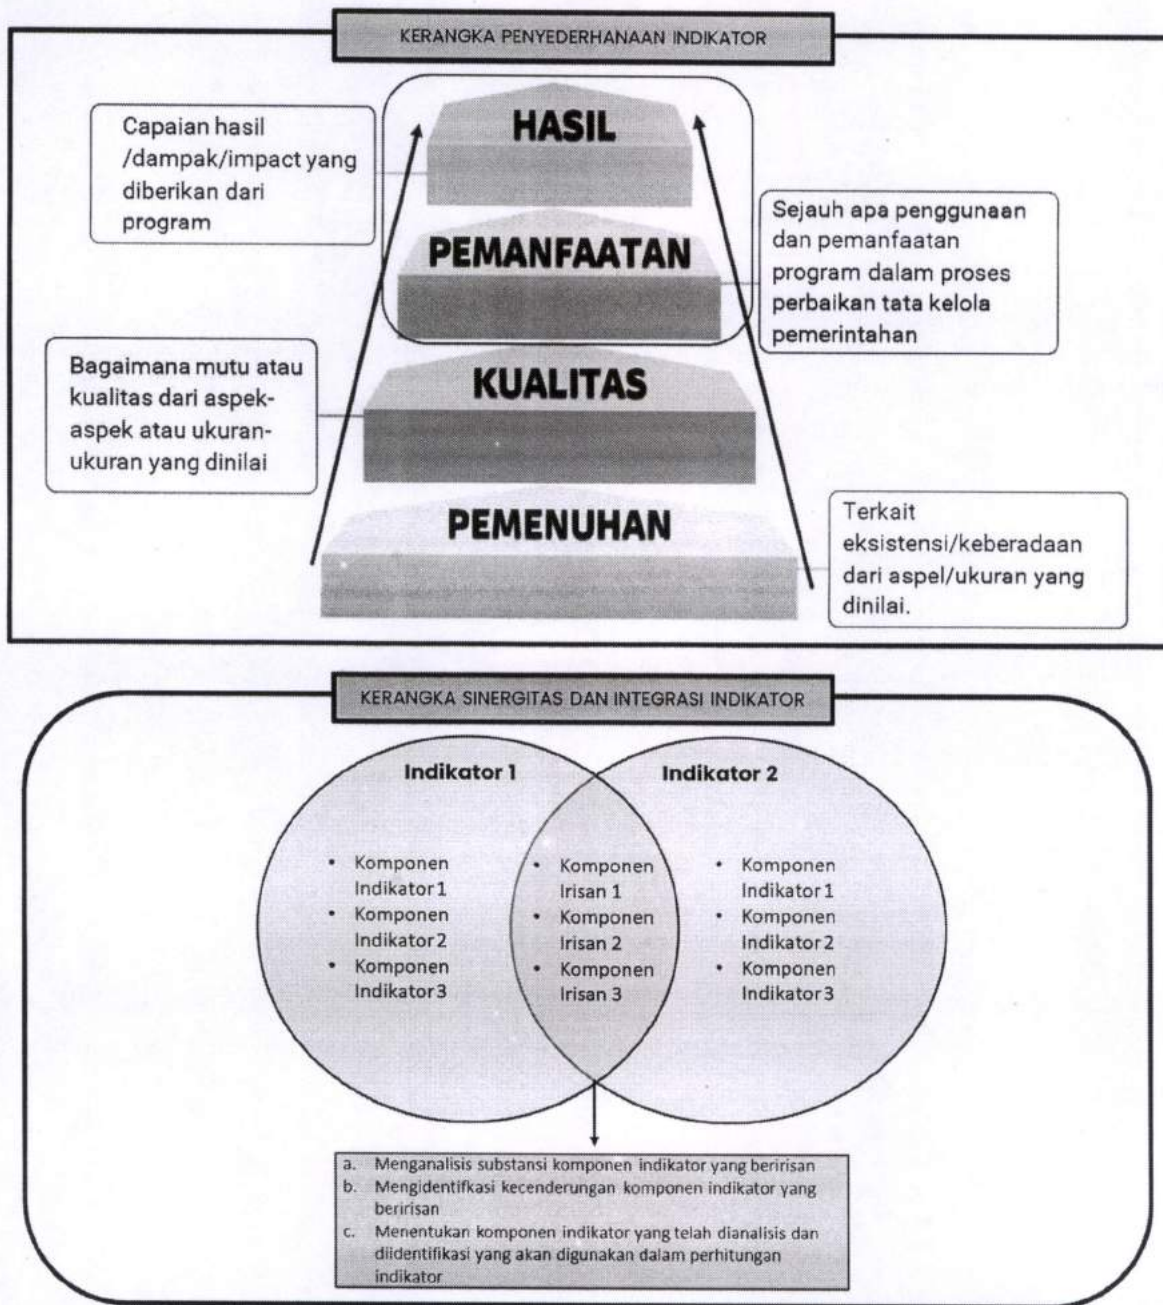 KERANGKA PENYEDERHANAAN INDIKATOR
HASIL
Capaian hasil
/dampak/impact yang
diberikan dari
program
PEMANFAATAN
Sejauh apa penggunaan
dan pemanfaatan
program dalam proses
perbaikan tata kelola
pemerintahan
KUALITAS
Bagaimana mutu atau
kualitas dari aspek-
aspek atau ukuran-
ukuran yang dinilai
PEMENUHAN
Terkait
eksistensi/keberadaan
dari aspel/ukuran yang
dinilai.
KERANGKA SINERGITAS DAN INTEGRASI INDIKATOR
Indikator 1
• Komponen
Indikator 1
• Komponen
Indikator 2
• Komponen
Indikator 3
• Komponen
Irisan 1
• Komponen
Irisan 2
• Komponen
Irisan 3
Indikator 2
• Komponen
Indikator 1
• Komponen
Indikator 2
• Komponen
Indikator 3
a. Menganalisis substansi komponen indikator yang beririsan
b. Mengidentifkasi kecenderungan komponen indikator yang
beririsan
c. Menentukan komponen indikator yang telah dianalisis dan
diidentifikasi yang akan digunakan dalam perhitungan
indikator